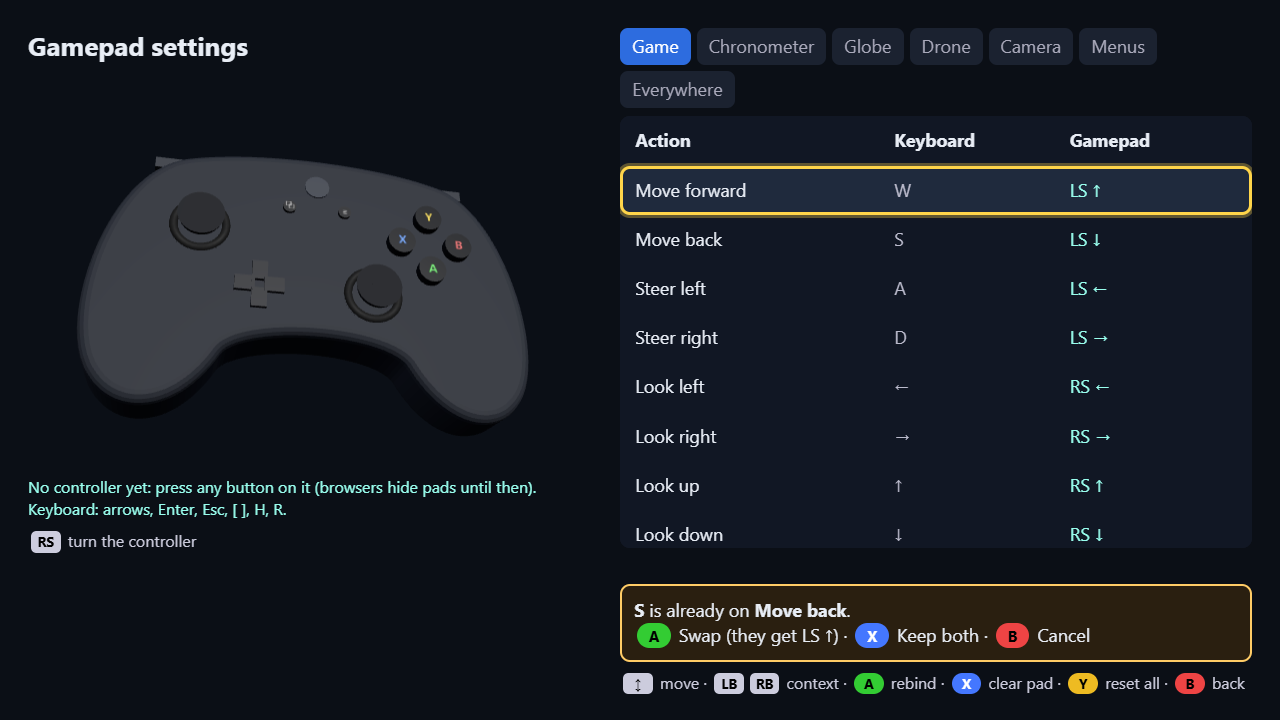 Gamepad settings
Game Chronometer Globe Drone Camera Menus
Everywhere
Action Keyboard Gamepad
Move forward W LS ↑
Move back S LS ↓
Steer left A LS ←
Steer right D LS →
Look left ← RS ←
Look right → RS →
Look up ↑ RS ↑
Look down ↓ RS ↓
Y
X B
A
No controller yet: press any button on it (browsers hide pads until then).
Keyboard: arrows, Enter, Esc, [ ], H, R.
RS turn the controller
S is already on Move back.
A Swap (they get LS ↑) · X Keep both · B Cancel
↕ move · LB RB context · A rebind · X clear pad · Y reset all · B back